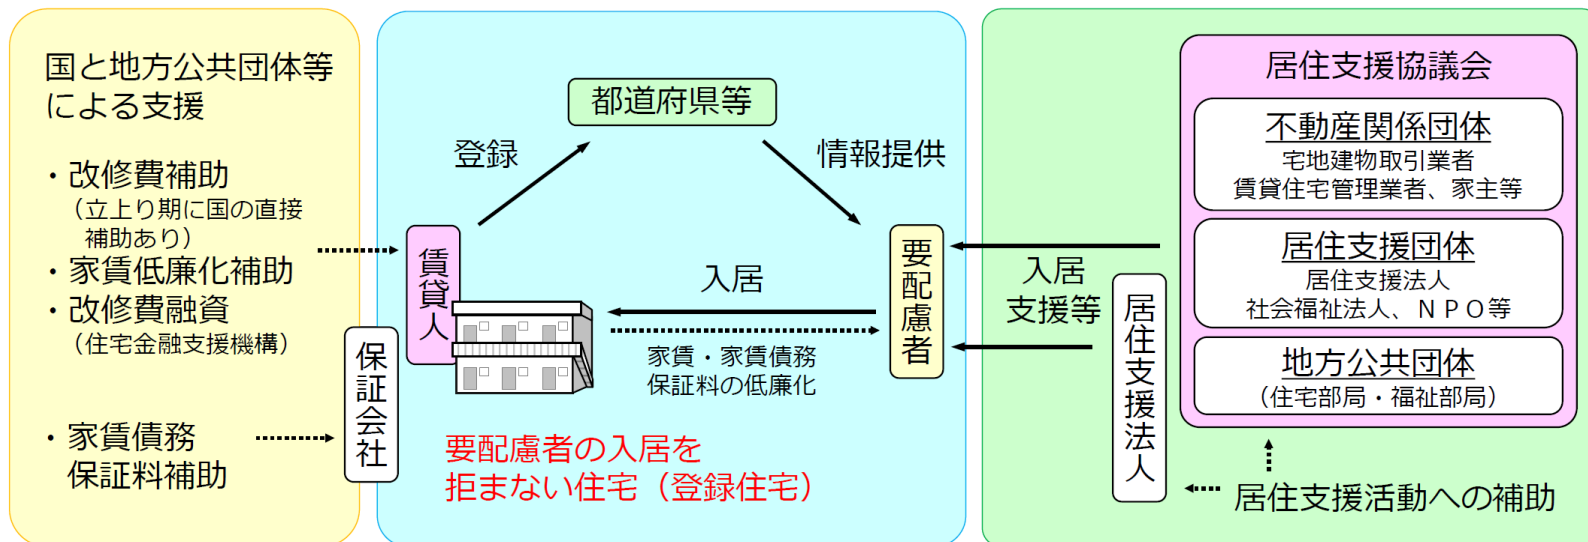 国と地方公共団体等
による支援
・改修費補助
（立上り期に国の直接
補助あり）
・家賃低廉化補助
・改修費融資
（住宅金融支援機構）
・家賃債務
保証料補助
保証会社
都道府県等
登録
情報提供
賃貸人
入居
家賃・家賃債務
保証料の低廉化
要配慮者
要配慮者の入居を
拒まない住宅（登録住宅）
入居
支援等
居住支援法人
居住支援協議会
不動産関係団体
宅地建物取引業者
賃貸住宅管理業者、家主等
居住支援団体
居住支援法人
社会福祉法人、ＮＰＯ等
地方公共団体
（住宅部局・福祉部局）
居住支援活動への補助